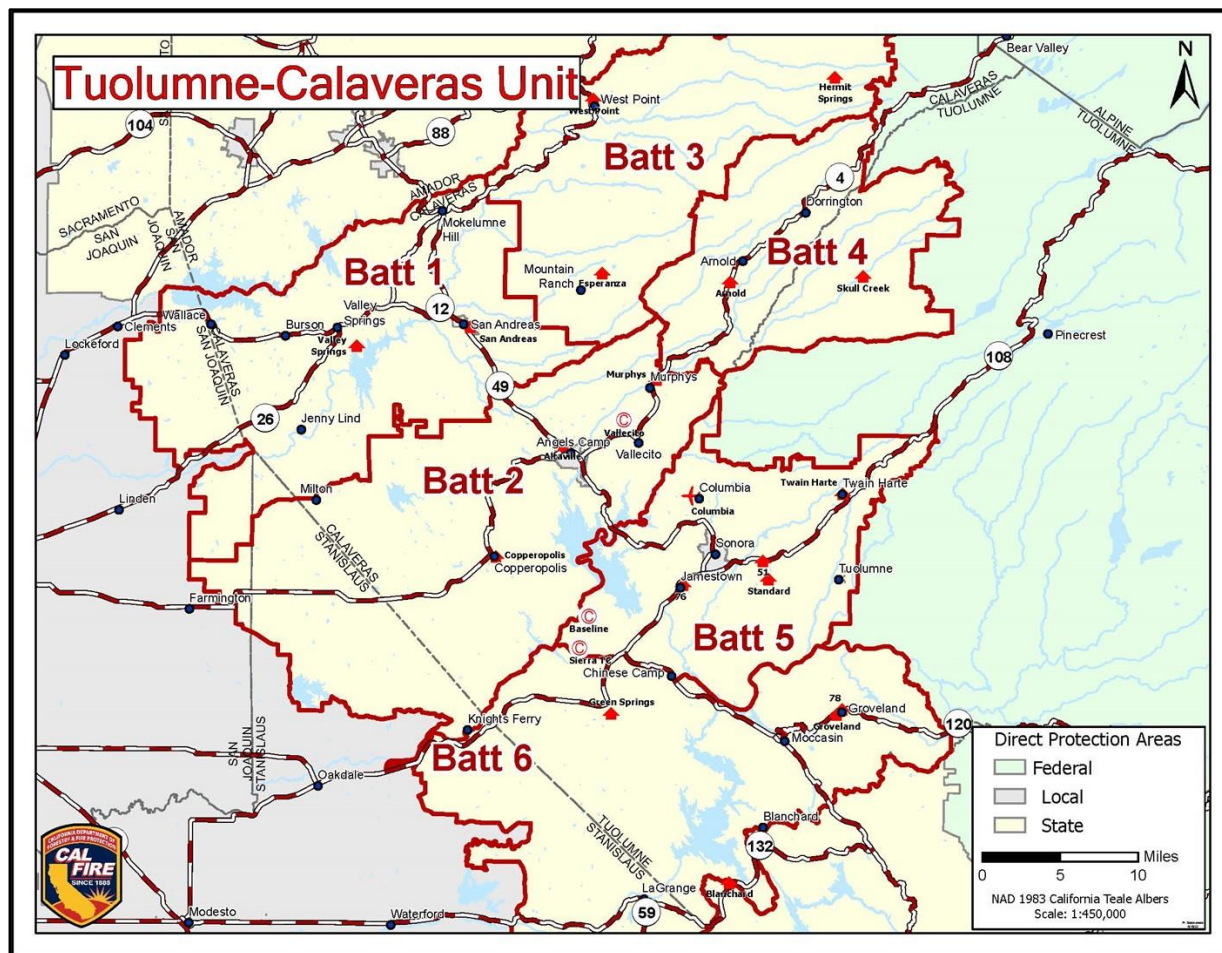 Tuolumne-Calaveras Unit
N
Bear Valley
CALAVERAS
TUOLUMNE
ALPINE
TUOLUMNE
Hermit
Springs
West Point
West Point
104
88
Batt 3
4
SACRAMENTO
SAN JOAQUIN
AMADOR
SAN
JOAQUIN
AMADOR
CALAVERAS
Mokelumne
Hill
Dorrington
Batt 4
Arnold
Arnold
Skull Creek
Mountain
Ranch
Esperanza
Batt 1
12
Valley
Springs
Valley
Springs
San Andreas
San Andreas
Wallace
Burson
Clements
Lockeford
CALAVERAS
SAN JOAQUIN
Pinecrest
108
49
Murphys
Murphys
26
Jenny Lind
Vallecito
Vallecito
Angels Camp
Altaville
Batt 2
Milton
Linden
Columbia
Columbia
Twain Harte
Twain Harte
CALAVERAS
STANISLAUS
Copperopolis
Copperopolis
Sonora
51
Standard
Tuolumne
Jamestown
76
Farmington
Baseline
Batt 5
Chinese Camp
Green Springs
78
Groveland
Groveland
Moccasin
120
Knights Ferry
Batt 6
SAN
JOAQUIN
STANISLAUS
Oakdale
TUOLUMNE
STANISLAUS
Blanchard
132
Blanchard
LaGrange
59
Modesto
Waterford
Direct Protection Areas
Federal
Local
State
0 5 10 Miles
NAD 1983 California Teale Albers
Scale: 1:450,000
CALIFORNIA DEPARTMENT OF
FORESTRY & FIRE PROTECTION
CAL
FIRE
SINCE 1885